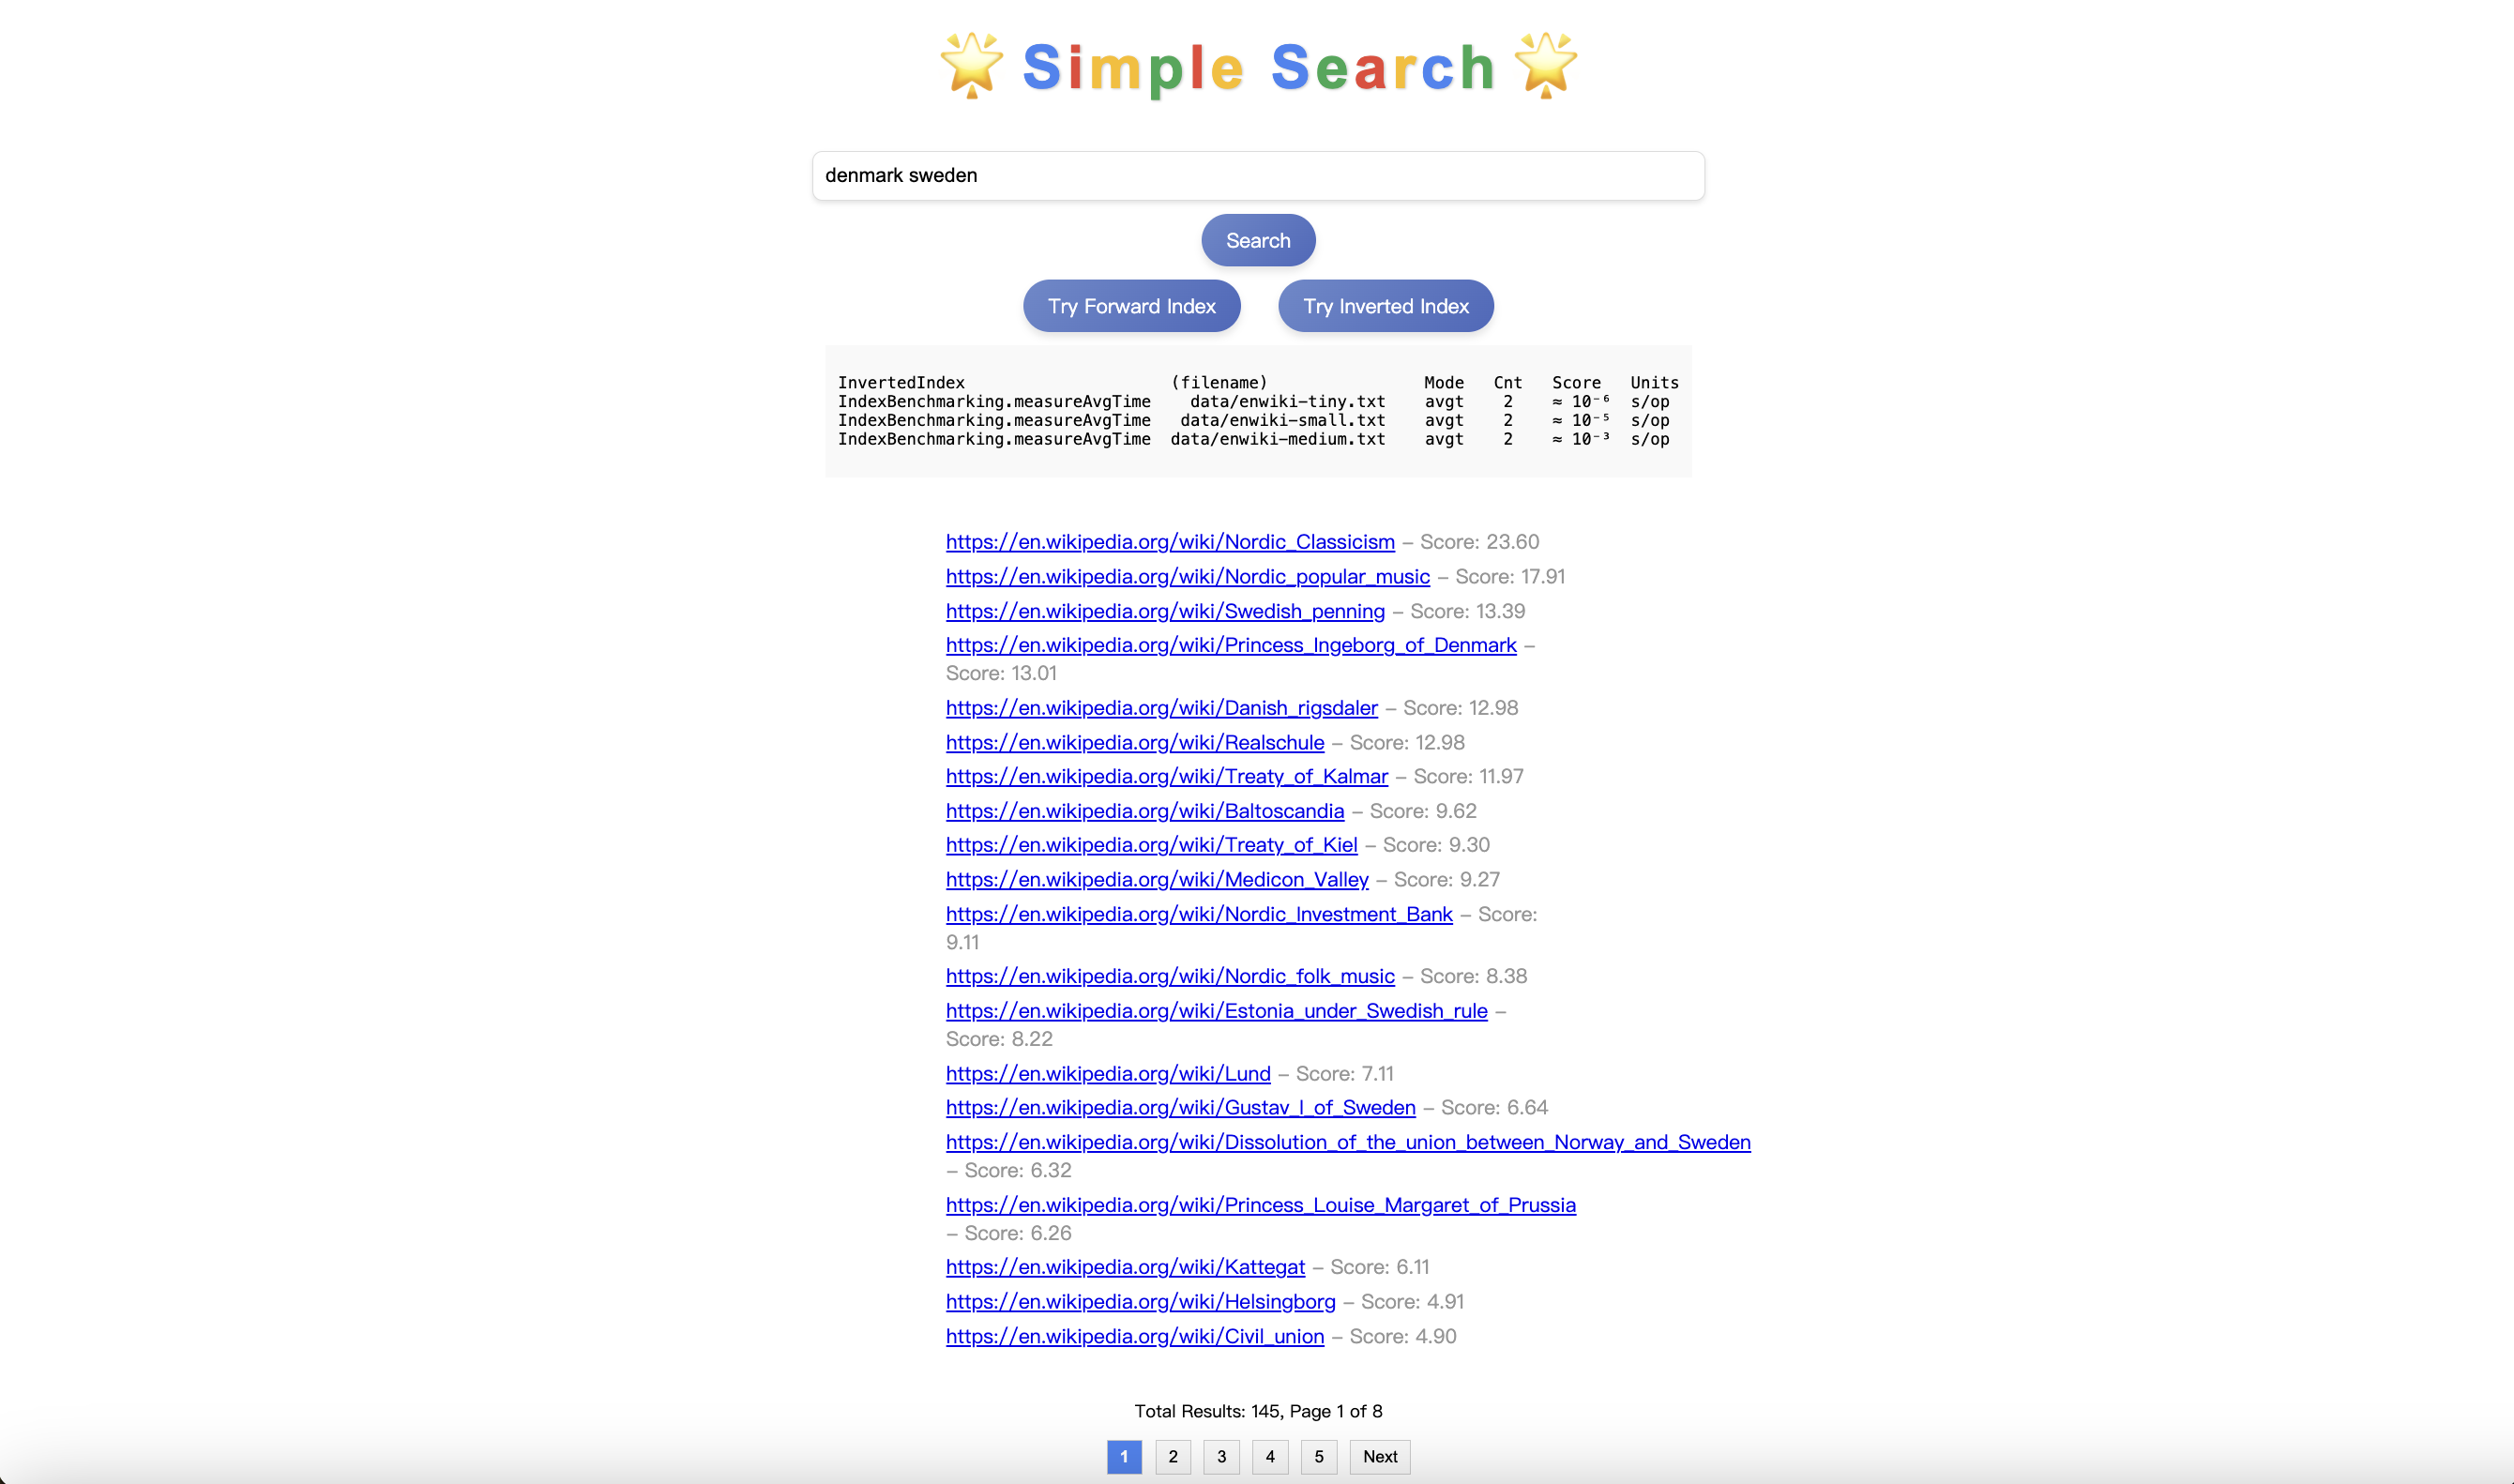 🌟 Simple Search 🌟
denmark sweden
Search
Try Forward Index Try Inverted Index
InvertedIndex (filename) Mode Cnt Score Units
IndexBenchmarking.measureAvgTime data/enwiki-tiny.txt avgt 2 ≈ 10⁻⁶ s/op
IndexBenchmarking.measureAvgTime data/enwiki-small.txt avgt 2 ≈ 10⁻⁵ s/op
IndexBenchmarking.measureAvgTime data/enwiki-medium.txt avgt 2 ≈ 10⁻³ s/op
https://en.wikipedia.org/wiki/Nordic_Classicism – Score: 23.60
https://en.wikipedia.org/wiki/Nordic_popular_music – Score: 17.91
https://en.wikipedia.org/wiki/Swedish_penning – Score: 13.39
https://en.wikipedia.org/wiki/Princess_Ingeborg_of_Denmark –
Score: 13.01
https://en.wikipedia.org/wiki/Danish_rigsdaler – Score: 12.98
https://en.wikipedia.org/wiki/Realschule – Score: 12.98
https://en.wikipedia.org/wiki/Treaty_of_Kalmar – Score: 11.97
https://en.wikipedia.org/wiki/Baltoscandia – Score: 9.62
https://en.wikipedia.org/wiki/Treaty_of_Kiel – Score: 9.30
https://en.wikipedia.org/wiki/Medicon_Valley – Score: 9.27
https://en.wikipedia.org/wiki/Nordic_Investment_Bank – Score:
9.11
https://en.wikipedia.org/wiki/Nordic_folk_music – Score: 8.38
https://en.wikipedia.org/wiki/Estonia_under_Swedish_rule –
Score: 8.22
https://en.wikipedia.org/wiki/Lund – Score: 7.11
https://en.wikipedia.org/wiki/Gustav_I_of_Sweden – Score: 6.64
https://en.wikipedia.org/wiki/Dissolution_of_the_union_between_Norway_and_Sweden
– Score: 6.32
https://en.wikipedia.org/wiki/Princess_Louise_Margaret_of_Prussia
– Score: 6.26
https://en.wikipedia.org/wiki/Kattegat – Score: 6.11
https://en.wikipedia.org/wiki/Helsingborg – Score: 4.91
https://en.wikipedia.org/wiki/Civil_union – Score: 4.90
Total Results: 145, Page 1 of 8
1 2 3 4 5 Next